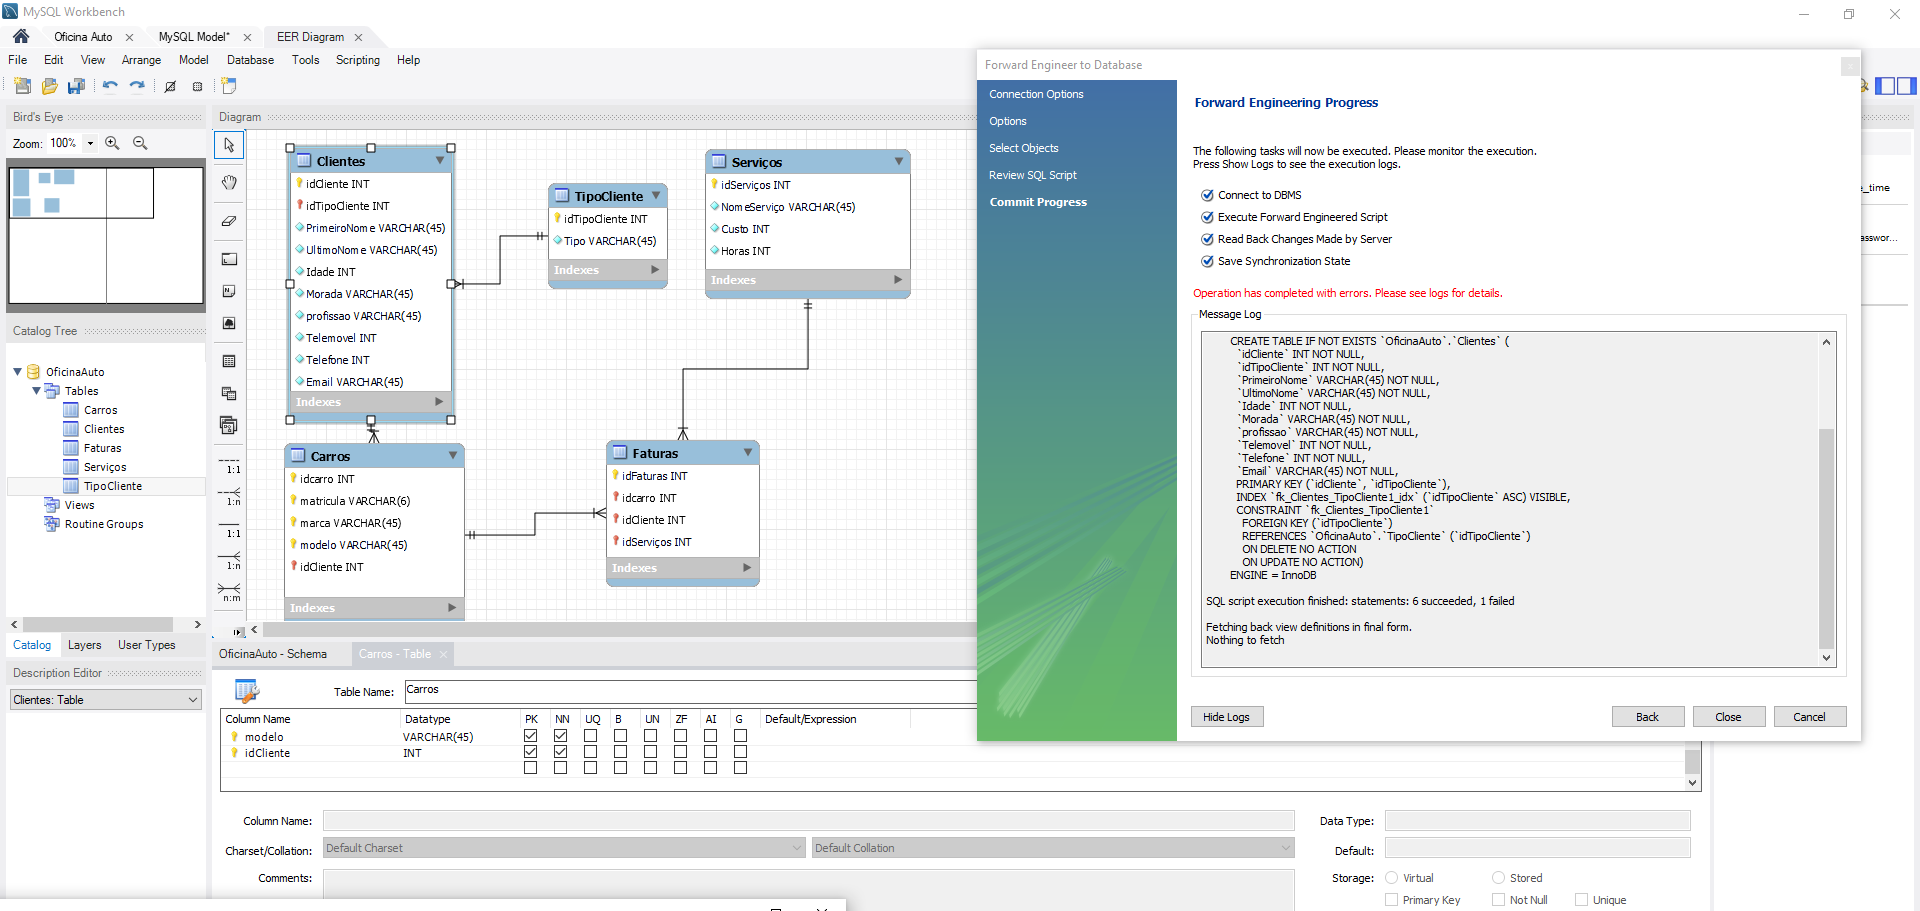 MySQL Workbench
Oficina Auto
MySQL Model*
EER Diagram
File Edit View Arrange Model Database Tools Scripting Help
Bird's Eye
Zoom: 100%
Catalog Tree
OficinaAuto
Tables
Carros
Clientes
Faturas
Serviços
TipoCliente
Views
Routine Groups
Catalog Layers User Types
Description Editor
Clientes: Table
Diagram
1:1
1:n
1:1
1:n
n:m
Clientes
idCliente INT
idTipoCliente INT
PrimeiroNome VARCHAR(45)
UltimoNome VARCHAR(45)
Idade INT
Morada VARCHAR(45)
profissao VARCHAR(45)
Telemovel INT
Telefone INT
Email VARCHAR(45)
Indexes
TipoCliente
idTipoCliente INT
Tipo VARCHAR(45)
Indexes
Serviços
idServiços INT
NomeServiço VARCHAR(45)
Custo INT
Horas INT
Indexes
Carros
idcarro INT
matricula VARCHAR(6)
marca VARCHAR(45)
modelo VARCHAR(45)
idCliente INT
Indexes
Faturas
idFaturas INT
idcarro INT
idCliente INT
idServiços INT
Indexes
OficinaAuto - Schema
Carros - Table
Table Name: Carros
Column Name Datatype PK NN UQ B UN ZF AI G Default/Expression
modelo VARCHAR(45)
idCliente INT
Column Name:
Charset/Collation: Default Charset Default Collation
Comments:
Data Type:
Default:
Storage: Virtual Stored
Primary Key Not Null Unique
Forward Engineer to Database
Connection Options
Options
Select Objects
Review SQL Script
Commit Progress
Forward Engineering Progress
The following tasks will now be executed. Please monitor the execution.
Press Show Logs to see the execution logs.
Connect to DBMS
Execute Forward Engineered Script
Read Back Changes Made by Server
Save Synchronization State
Operation has completed with errors. Please see logs for details.
Message Log
CREATE TABLE IF NOT EXISTS `OficinaAuto`.`Clientes` (
`idCliente` INT NOT NULL,
`idTipoCliente` INT NOT NULL,
`PrimeiroNome` VARCHAR(45) NOT NULL,
`UltimoNome` VARCHAR(45) NOT NULL,
`Idade` INT NOT NULL,
`Morada` VARCHAR(45) NOT NULL,
`profissao` VARCHAR(45) NOT NULL,
`Telemovel` INT NOT NULL,
`Telefone` INT NOT NULL,
`Email` VARCHAR(45) NOT NULL,
PRIMARY KEY (`idCliente`, `idTipoCliente`),
INDEX `fk_Clientes_TipoCliente1_idx` (`idTipoCliente` ASC) VISIBLE,
CONSTRAINT `fk_Clientes_TipoCliente1`
FOREIGN KEY (`idTipoCliente`)
REFERENCES `OficinaAuto`.`TipoCliente` (`idTipoCliente`)
ON DELETE NO ACTION
ON UPDATE NO ACTION)
ENGINE = InnoDB
SQL script execution finished: statements: 6 succeeded, 1 failed
Fetching back view definitions in final form.
Nothing to fetch
Hide Logs Back Close Cancel
e_time
asswor...